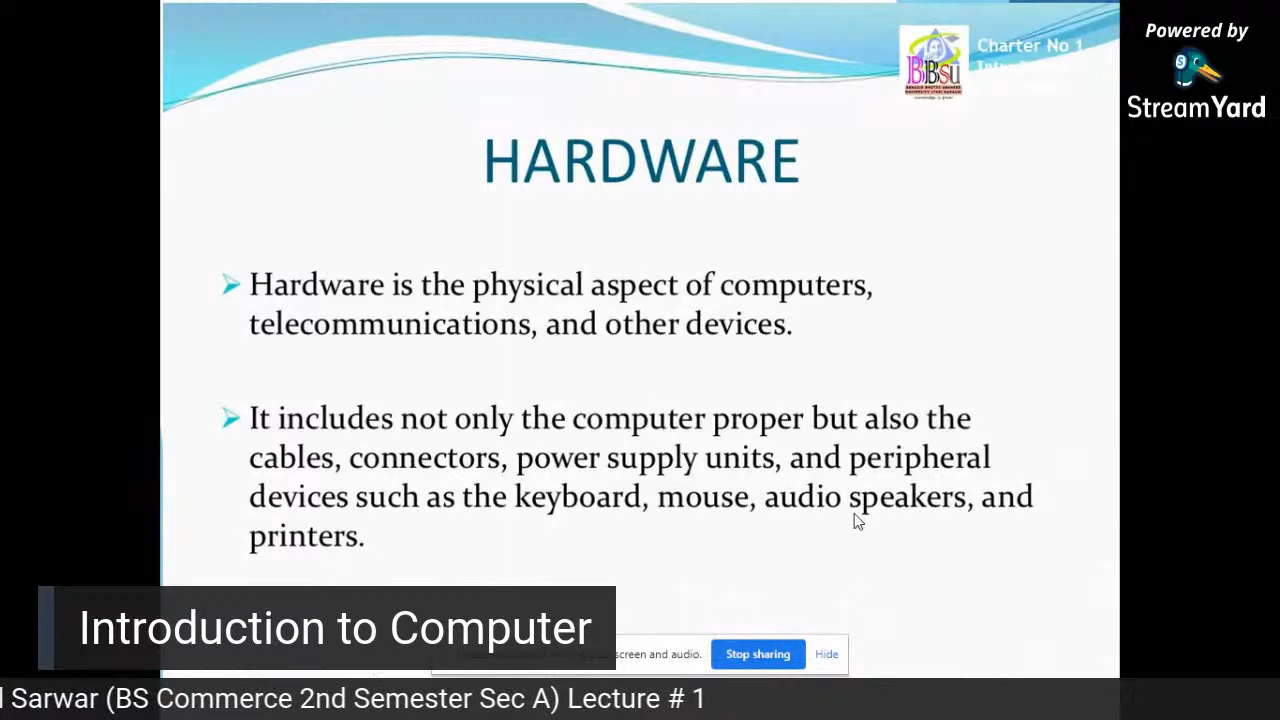 Powered by
StreamYard
Charter No 1
BBSU
HARDWARE
➢ Hardware is the physical aspect of computers,
telecommunications, and other devices.
➢ It includes not only the computer proper but also the
cables, connectors, power supply units, and peripheral
devices such as the keyboard, mouse, audio speakers, and
printers.
Introduction to Computer
screen and audo.
Stop sharing
Hide
Sarwar (BS Commerce 2nd Semester Sec A) Lecture # 1